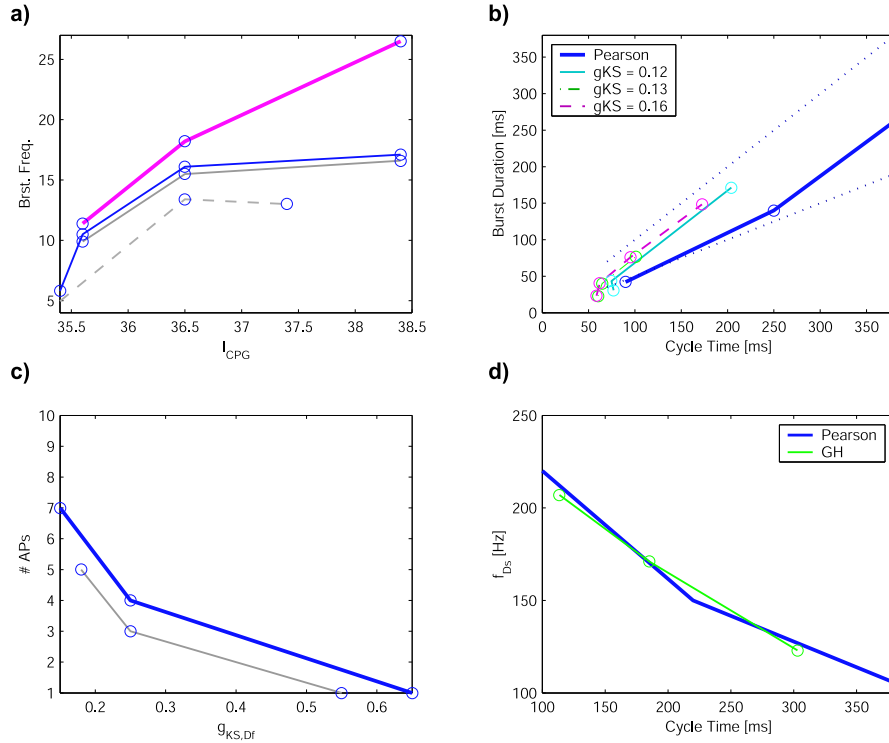 a)
25
20
15
10
5
Brst. Freq.
35.5 36 36.5 37 37.5 38 38.5
I_CPG
b)
Pearson
gKS = 0.12
gKS = 0.13
gKS = 0.16
350
300
250
200
150
100
50
0
Burst Duration [ms]
0 50 100 150 200 250 300 350
Cycle Time [ms]
c)
10
9
8
7
6
5
4
3
2
1
# APs
0.2 0.3 0.4 0.5 0.6
g_KS,Df
d)
Pearson
GH
250
200
150
100
f_Ds [Hz]
100 150 200 250 300 350
Cycle Time [ms]